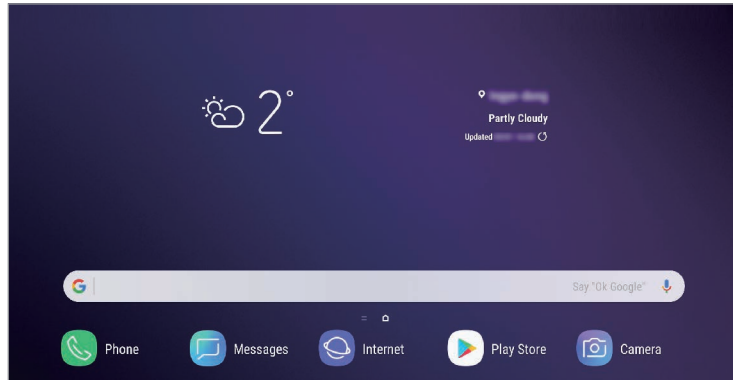 2°
Partly Cloudy
Updated
G Say "Ok Google"
Phone Messages Internet Play Store Camera